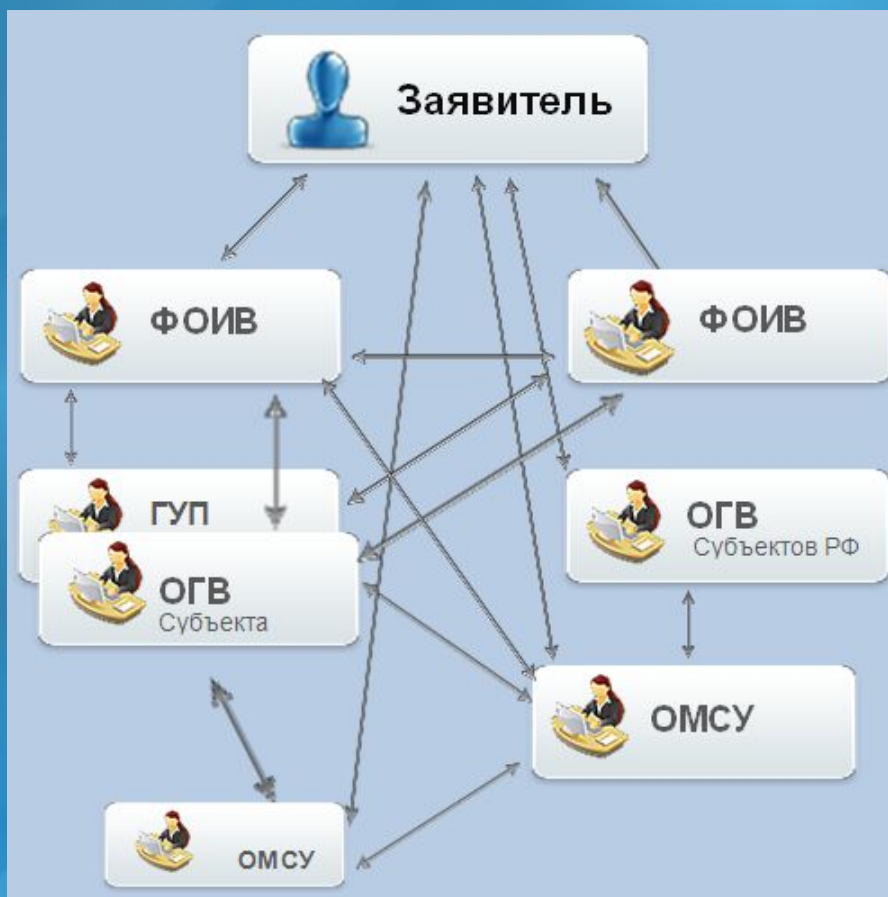 Заявитель
ФОИВ
ФОИВ
ГУП
ОГВ
Субъекта
ОГВ
Субъектов РФ
ОМСУ
ОМСУ